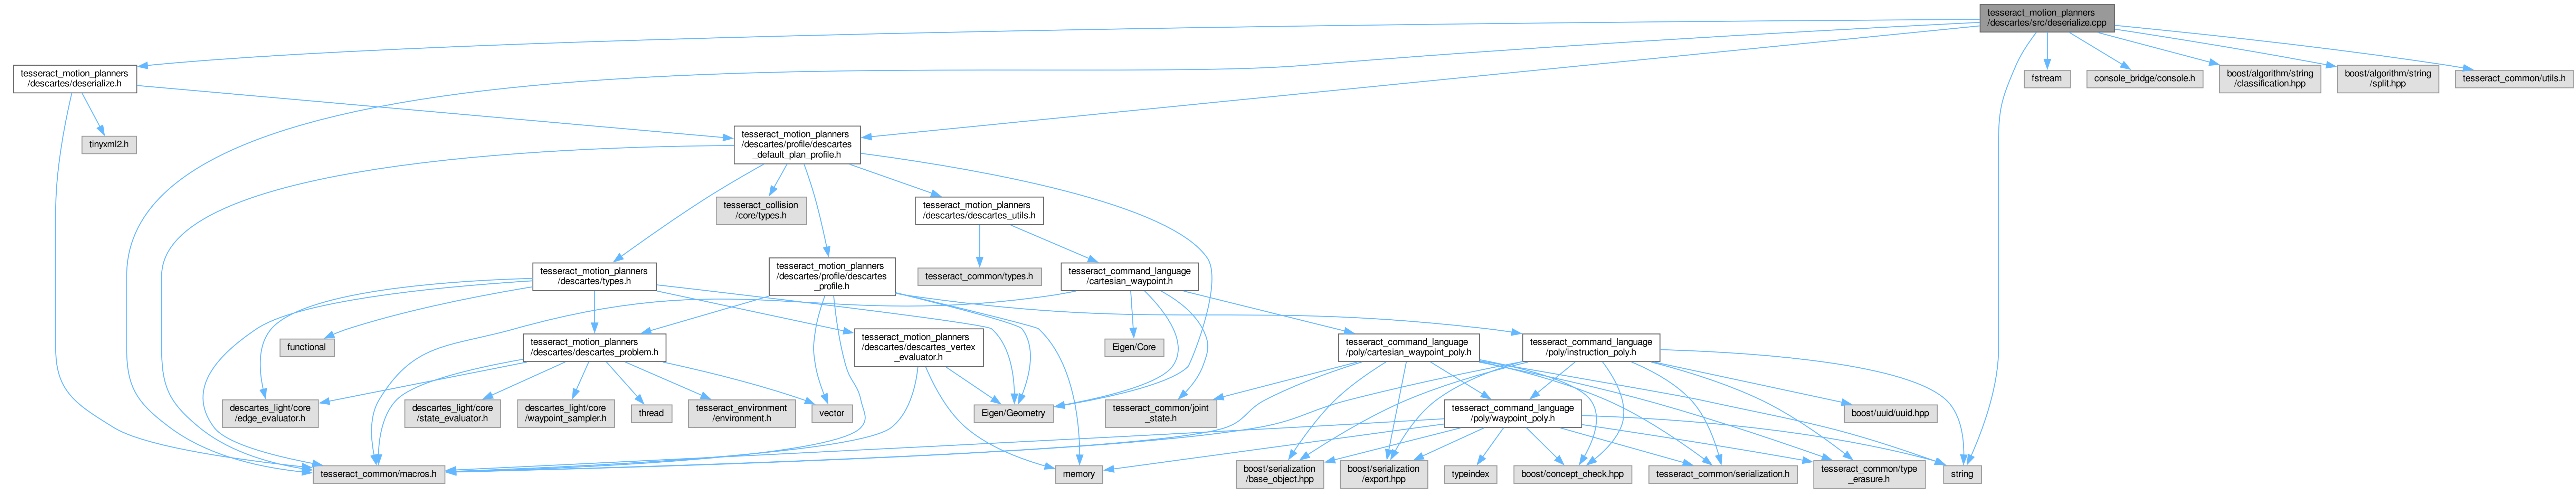 tesseract_motion_planners
/descartes/src/deserialize.cpp
tesseract_motion_planners
/descartes/deserialize.h
fstream
console_bridge/console.h
boost/algorithm/string
/classification.hpp
boost/algorithm/string
/split.hpp
tesseract_common/utils.h
tinyxml2.h
tesseract_motion_planners
/descartes/profile/descartes
_default_plan_profile.h
tesseract_collision
/core/types.h
tesseract_motion_planners
/descartes/descartes_utils.h
tesseract_motion_planners
/descartes/types.h
tesseract_motion_planners
/descartes/profile/descartes
_profile.h
tesseract_common/types.h
tesseract_command_language
/cartesian_waypoint.h
functional
tesseract_motion_planners
/descartes/descartes_problem.h
tesseract_motion_planners
/descartes/descartes_vertex
_evaluator.h
Eigen/Core
tesseract_command_language
/poly/cartesian_waypoint_poly.h
tesseract_command_language
/poly/instruction_poly.h
descartes_light/core
/edge_evaluator.h
descartes_light/core
/state_evaluator.h
descartes_light/core
/waypoint_sampler.h
thread
tesseract_environment
/environment.h
vector
Eigen/Geometry
tesseract_common/joint
_state.h
tesseract_command_language
/poly/waypoint_poly.h
boost/uuid/uuid.hpp
tesseract_common/macros.h
memory
boost/serialization
/base_object.hpp
boost/serialization
/export.hpp
typeindex
boost/concept_check.hpp
tesseract_common/serialization.h
tesseract_common/type
_erasure.h
string